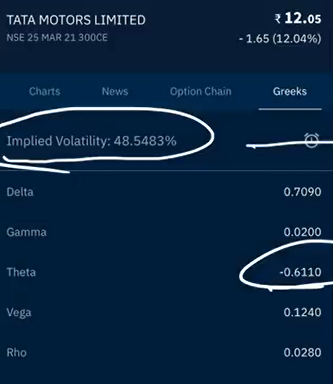 TATA MOTORS LIMITED ₹ 12.05
NSE 25 MAR 21 300CE - 1.65 (12.04%)
Charts News Option Chain Greeks
Implied Volatility: 48.5483%
Delta 0.7090
Gamma 0.0200
Theta -0.6110
Vega 0.1240
Rho 0.0280